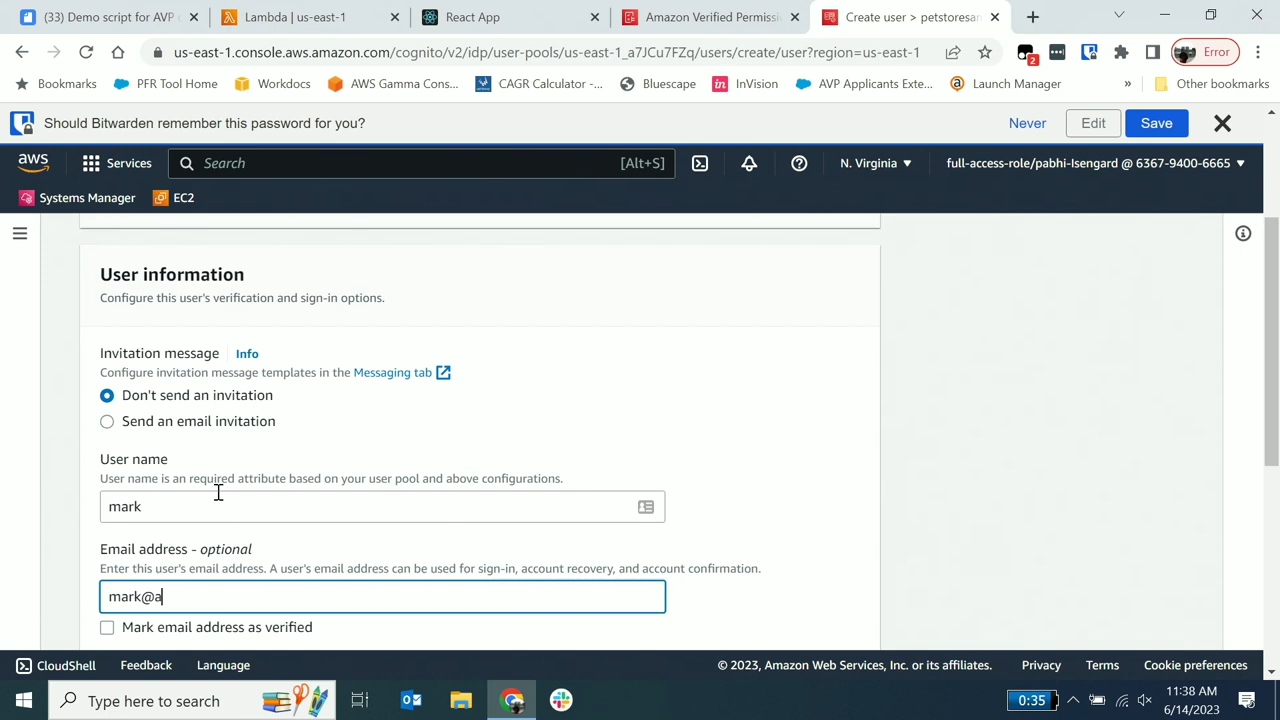 (33) Demo script for AVP
Lambda | us-east-1
React App
Amazon Verified Permissi
Create user > petstoresan
us-east-1.console.aws.amazon.com/cognito/v2/idp/user-pools/us-east-1_a7JCu7FZq/users/create/user?region=us-east-1
2
Error
Bookmarks
PFR Tool Home
Workdocs
AWS Gamma Cons...
CAGR Calculator -...
Bluescape
in InVision
AVP Applicants Exte...
Launch Manager
»
Other bookmarks
Should Bitwarden remember this password for you?
Never
Edit
Save
aws
Services
Search
[Alt+S]
N. Virginia
full-access-role/pabhi-Isengard @ 6367-9400-6665
Systems Manager
EC2
User information
Configure this user's verification and sign-in options.
Invitation message
Info
Configure invitation message templates in the Messaging tab
Don't send an invitation
Send an email invitation
User name
User name is an required attribute based on your user pool and above configurations.
mark
Email address - optional
Enter this user's email address. A user's email address can be used for sign-in, account recovery, and account confirmation.
mark@a
Mark email address as verified
CloudShell
Feedback
Language
© 2023, Amazon Web Services, Inc. or its affiliates.
Privacy
Terms
Cookie preferences
Type here to search
0:35
11:38 AM
6/14/2023